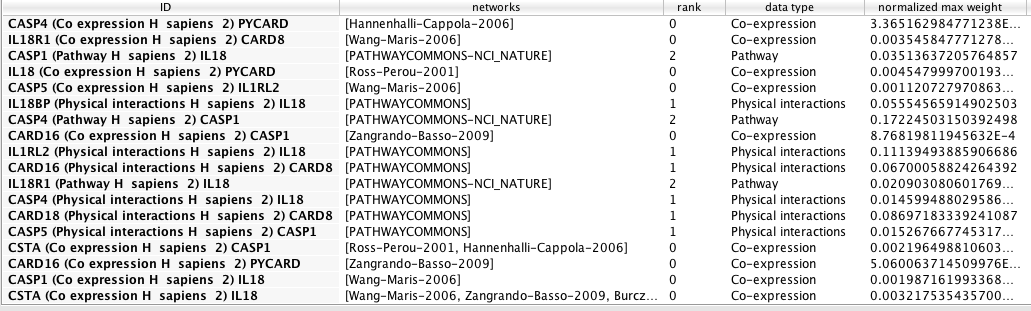 ID networks rank data type normalized max weight
CASP4 (Co expression H sapiens 2) PYCARD [Hannenhalli-Cappola-2006] 0 Co-expression 3.365162984771238E...
IL18R1 (Co expression H sapiens 2) CARD8 [Wang-Maris-2006] 0 Co-expression 0.003545847771278...
CASP1 (Pathway H sapiens 2) IL18 [PATHWAYCOMMONS-NCI_NATURE] 2 Pathway 0.03513637205764857
IL18 (Co expression H sapiens 2) PYCARD [Ross-Perou-2001] 0 Co-expression 0.004547999700193...
CASP5 (Co expression H sapiens 2) IL1RL2 [Wang-Maris-2006] 0 Co-expression 0.001120727970863...
IL18BP (Physical interactions H sapiens 2) IL18 [PATHWAYCOMMONS] 1 Physical interactions 0.05554565914902503
CASP4 (Pathway H sapiens 2) CASP1 [PATHWAYCOMMONS-NCI_NATURE] 2 Pathway 0.17224503150392498
CARD16 (Co expression H sapiens 2) CASP1 [Zangrando-Basso-2009] 0 Co-expression 8.76819811945632E-4
IL1RL2 (Physical interactions H sapiens 2) IL18 [PATHWAYCOMMONS] 1 Physical interactions 0.11139493885906686
CARD16 (Physical interactions H sapiens 2) CARD8 [PATHWAYCOMMONS] 1 Physical interactions 0.06700058824264392
IL18R1 (Pathway H sapiens 2) IL18 [PATHWAYCOMMONS-NCI_NATURE] 2 Pathway 0.020903080601769...
CASP4 (Physical interactions H sapiens 2) IL18 [PATHWAYCOMMONS] 1 Physical interactions 0.014599488029586...
CARD18 (Physical interactions H sapiens 2) CARD8 [PATHWAYCOMMONS] 1 Physical interactions 0.08697183339241087
CASP5 (Physical interactions H sapiens 2) CASP1 [PATHWAYCOMMONS] 1 Physical interactions 0.015267667745317...
CSTA (Co expression H sapiens 2) CASP1 [Ross-Perou-2001, Hannenhalli-Cappola-2006] 0 Co-expression 0.002196498810603...
CARD16 (Co expression H sapiens 2) PYCARD [Zangrando-Basso-2009] 0 Co-expression 5.060063714509976E...
CASP1 (Co expression H sapiens 2) IL18 [Wang-Maris-2006] 0 Co-expression 0.001987161993368...
CSTA (Co expression H sapiens 2) IL18 [Wang-Maris-2006, Zangrando-Basso-2009, Burcz... 0 Co-expression 0.003217535435700...